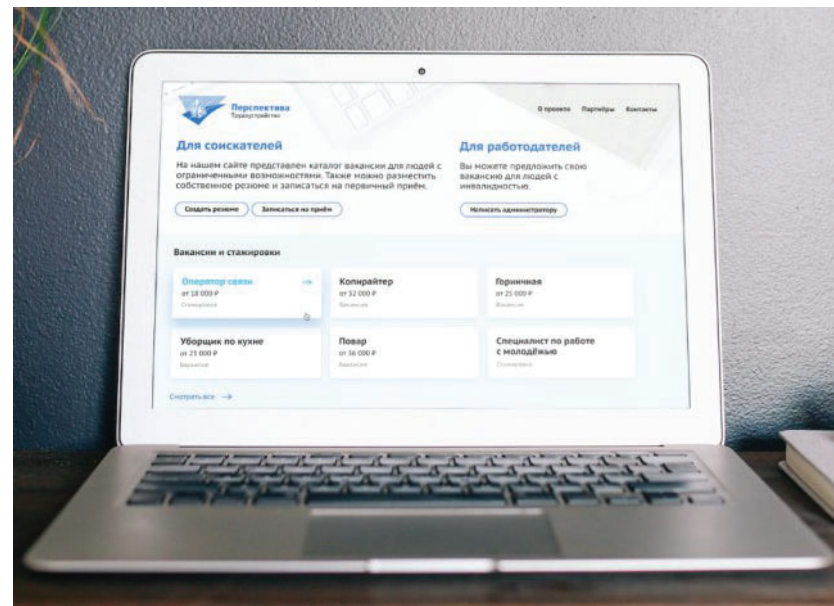 Перспектива
Трудоустройство
О проекте Партнёры Контакты
Для соискателей
На нашем сайте представлен каталог вакансии для людей с
ограниченными возможностями. Также можно разместить
собственное резюме и записаться на первичный приём.
Создать резюме Записаться на приём
Для работодателей
Вы можете предложить свою
вакансию для людей с
инвалидностью.
Написать администратору
Вакансии и стажировки
Оператор связи →
от 18 000 ₽
Стажировка
Копирайтер
от 32 000 ₽
Вакансия
Горничная
от 25 000 ₽
Вакансия
Уборщик по кухне
от 23 000 ₽
Вакансия
Повар
от 36 000 ₽
Вакансия
Специалист по работе
с молодёжью
Стажировка
Смотреть все →